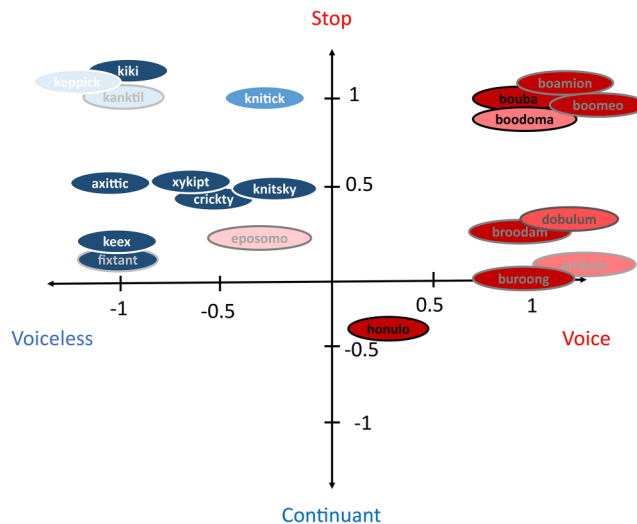 Stop
kiki
keppick
kanktil
knitick
1
boamion
bouba
boomeo
boodoma
axittic
xykipt
knitsky
crickty
0.5
dobulum
broodam
keex
fixtant
eposomo
buroong
-1
-0.5
0.5
1
Voiceless
honulo
-0.5
Voice
-1
Continuant